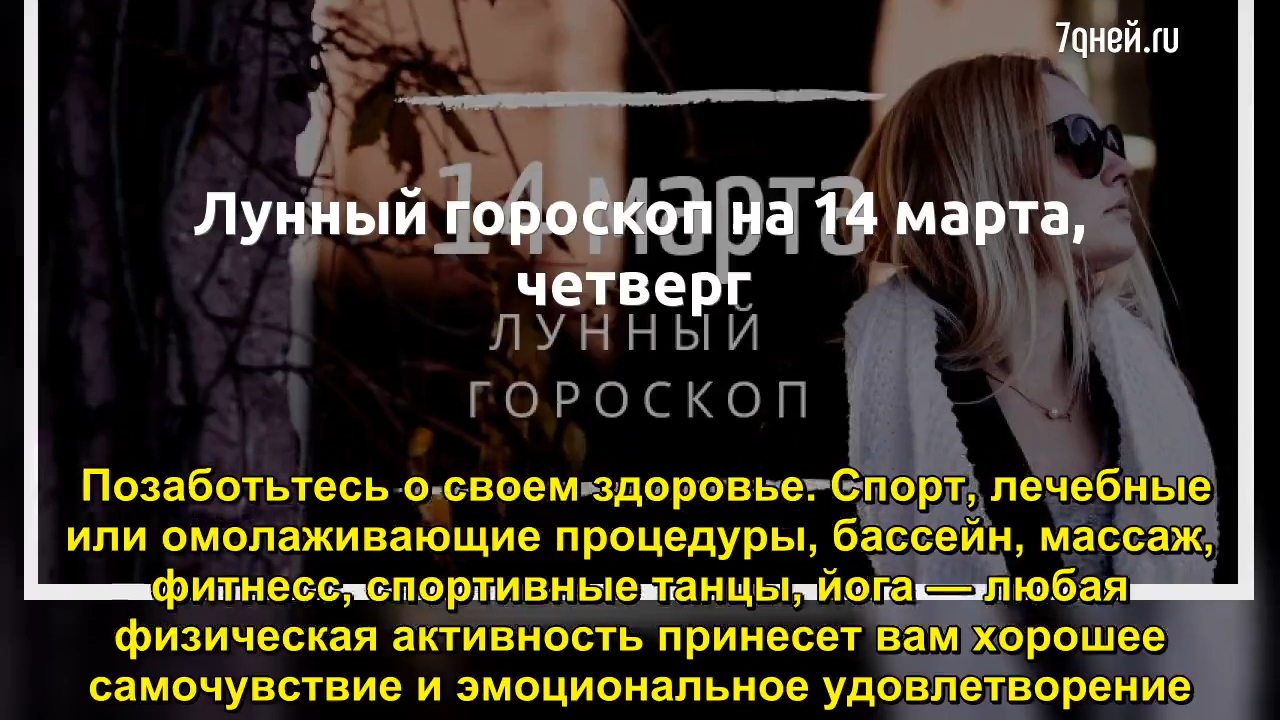 7дней.ru
14 марта
Лунный гороскоп на 14 марта,
четверг
ЛУННЫЙ
ГОРОСКОП
Позаботьтесь о своем здоровье. Спорт, лечебные
или омолаживающие процедуры, бассейн, массаж,
фитнесс, спортивные танцы, йога — любая
физическая активность принесет вам хорошее
самочувствие и эмоциональное удовлетворение